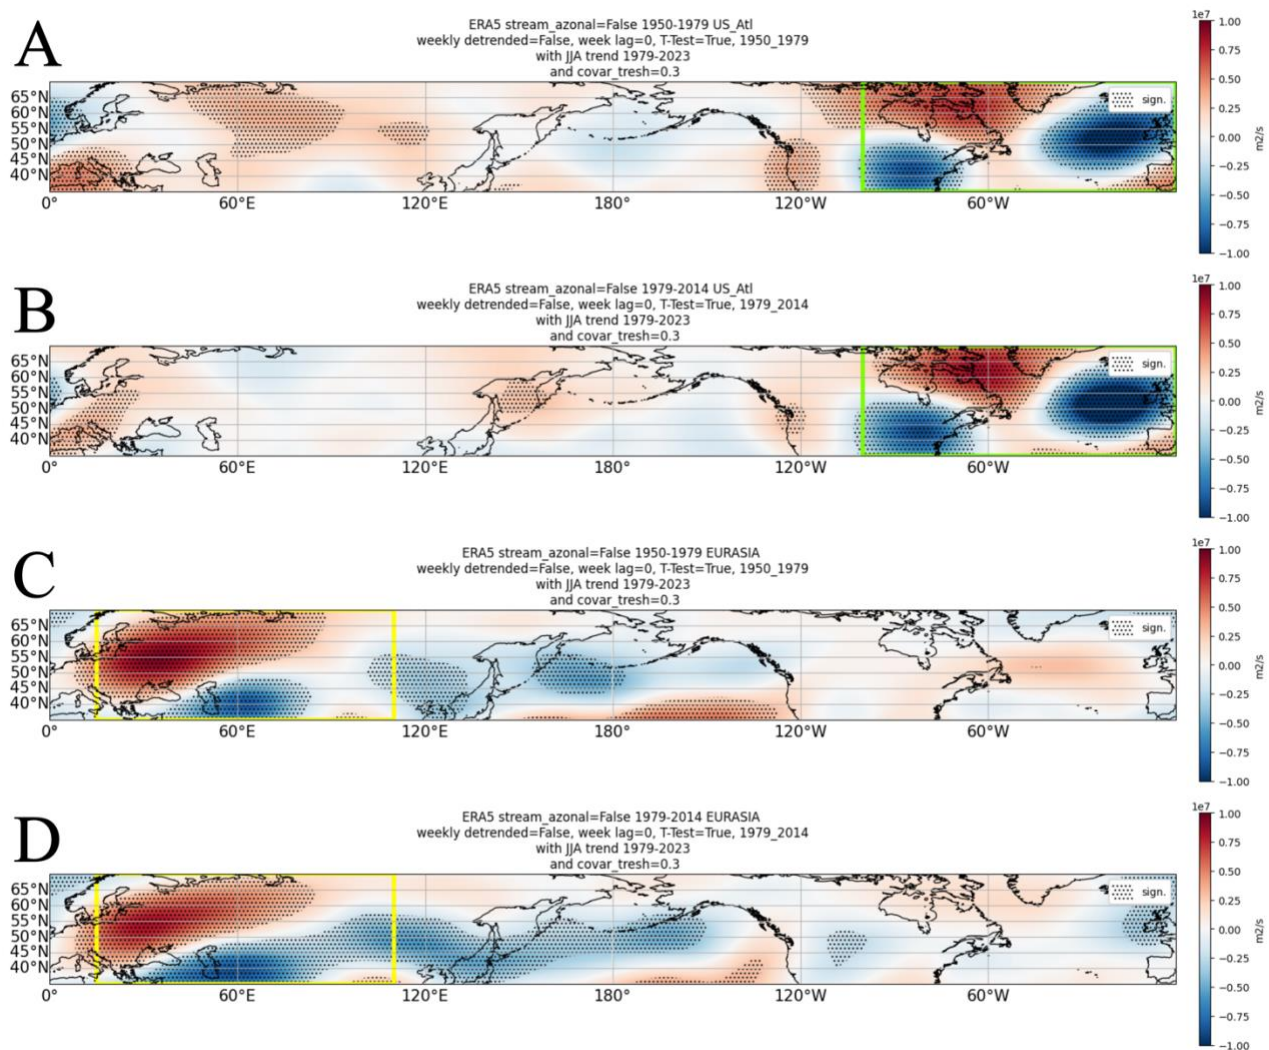 A
ERA5 stream_azonal=False 1950-1979 US_Atl
weekly detrended=False, week lag=0, T-Test=True, 1950_1979
with JJA trend 1979-2023
and covar_tresh=0.3
65°N
60°N
55°N
50°N
45°N
40°N
0°
60°E
120°E
180°
120°W
60°W
sign.
1e7
1.00
0.75
0.50
0.25
0.00
−0.25
−0.50
−0.75
−1.00
m2/s
B
ERA5 stream_azonal=False 1979-2014 US_Atl
weekly detrended=False, week lag=0, T-Test=True, 1979_2014
with JJA trend 1979-2023
and covar_tresh=0.3
65°N
60°N
55°N
50°N
45°N
40°N
0°
60°E
120°E
180°
120°W
60°W
sign.
1e7
1.00
0.75
0.50
0.25
0.00
−0.25
−0.50
−0.75
−1.00
m2/s
C
ERA5 stream_azonal=False 1950-1979 EURASIA
weekly detrended=False, week lag=0, T-Test=True, 1950_1979
with JJA trend 1979-2023
and covar_tresh=0.3
65°N
60°N
55°N
50°N
45°N
40°N
0°
60°E
120°E
180°
120°W
60°W
sign.
1e7
1.00
0.75
0.50
0.25
0.00
−0.25
−0.50
−0.75
−1.00
m2/s
D
ERA5 stream_azonal=False 1979-2014 EURASIA
weekly detrended=False, week lag=0, T-Test=True, 1979_2014
with JJA trend 1979-2023
and covar_tresh=0.3
65°N
60°N
55°N
50°N
45°N
40°N
0°
60°E
120°E
180°
120°W
60°W
sign.
1e7
1.00
0.75
0.50
0.25
0.00
−0.25
−0.50
−0.75
−1.00
m2/s